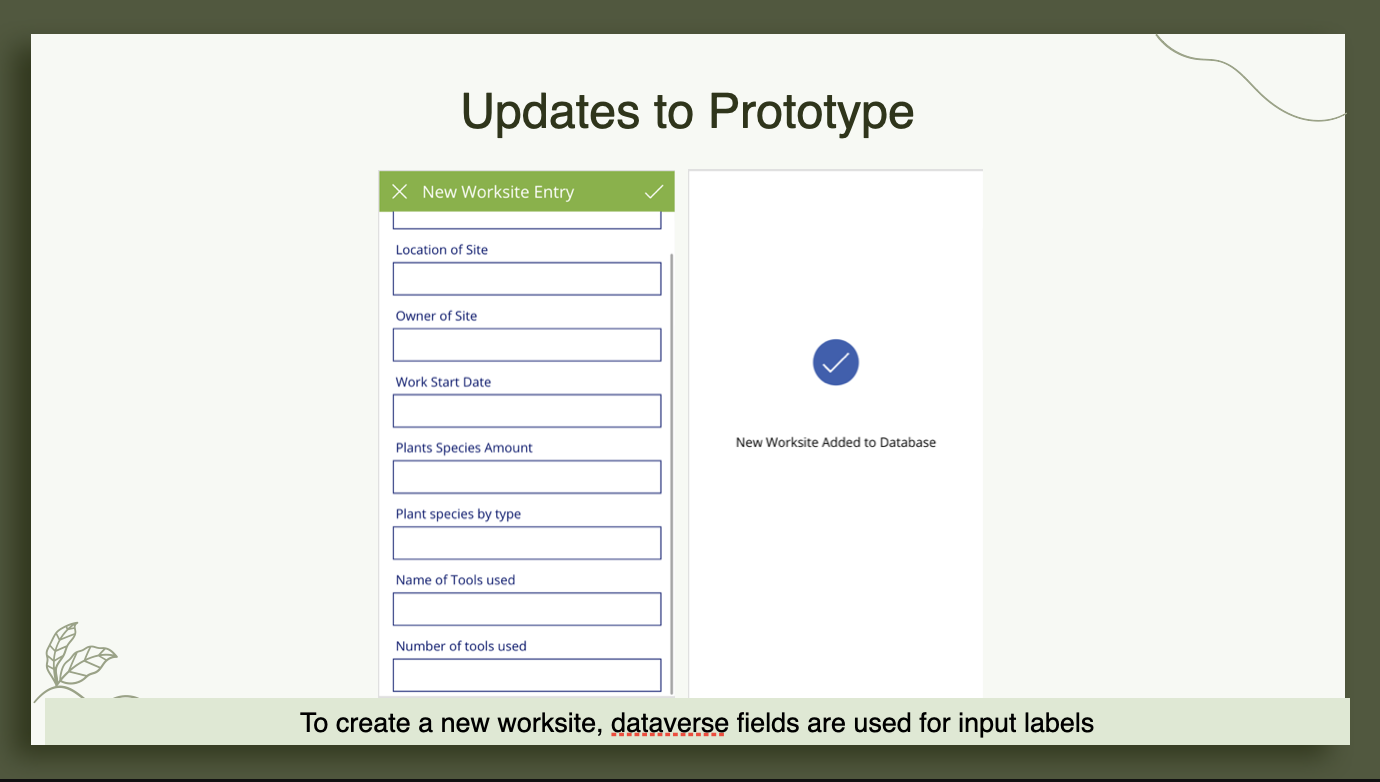 Updates to Prototype
New Worksite Entry
Location of Site
Owner of Site
Work Start Date
Plants Species Amount
Plant species by type
Name of Tools used
Number of tools used
New Worksite Added to Database
To create a new worksite, dataverse fields are used for input labels